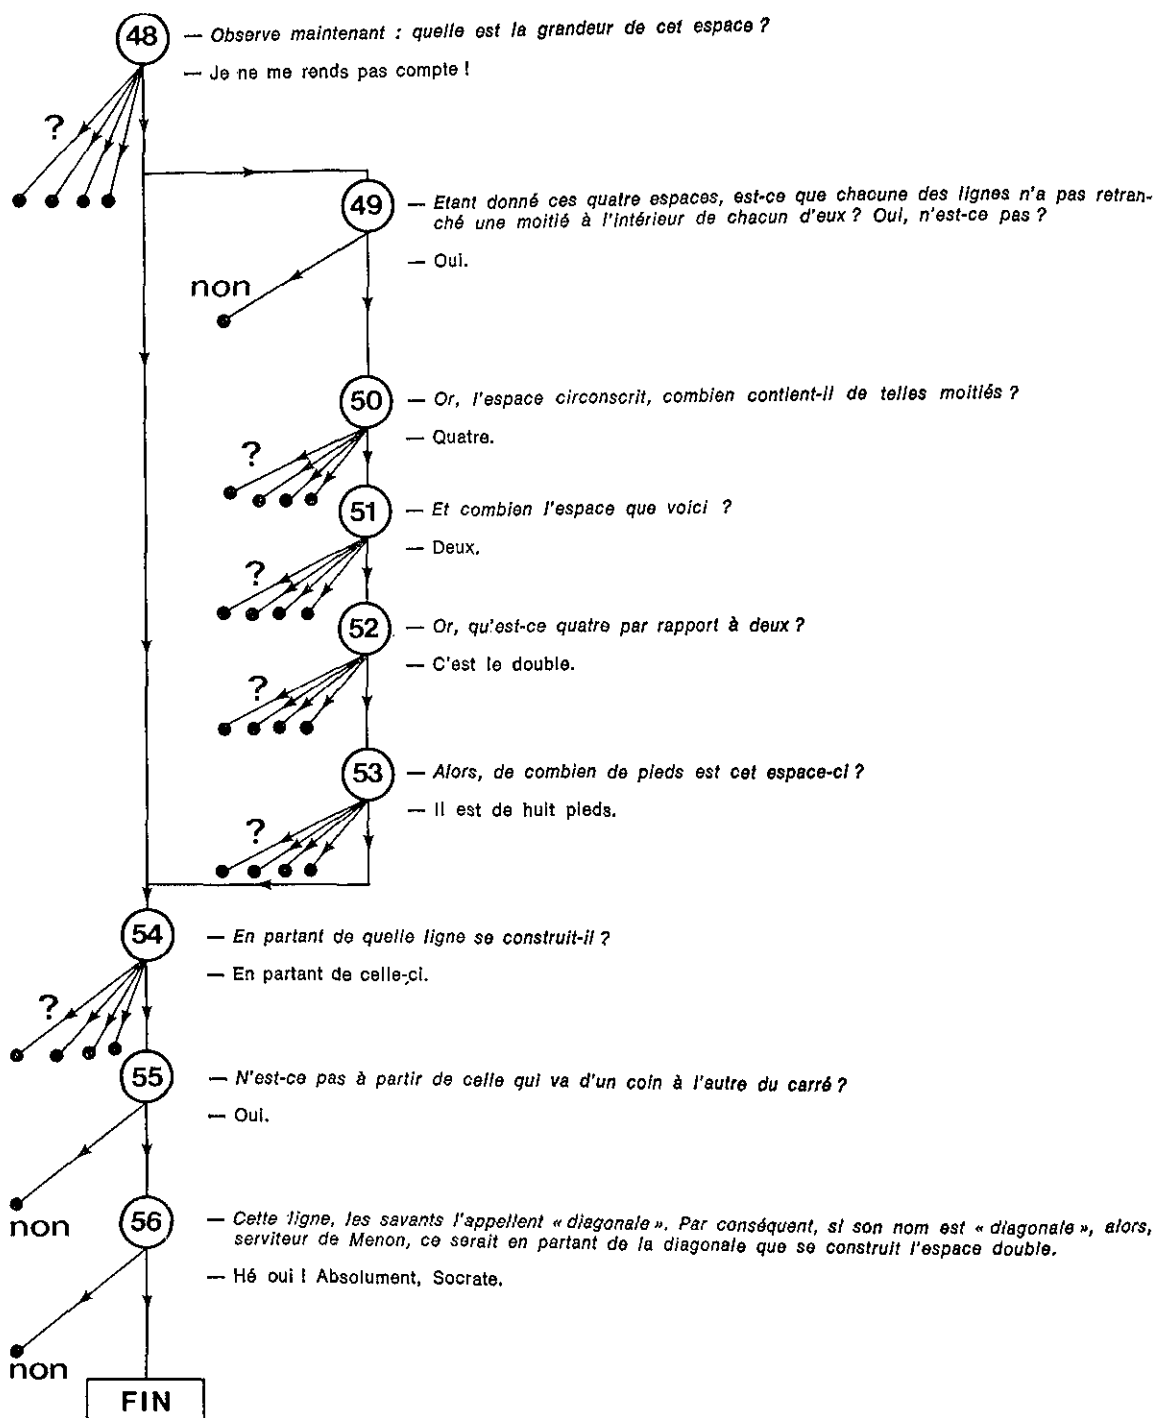 48 — Observe maintenant : quelle est la grandeur de cet espace ?
— Je ne me rends pas compte !
?
49 — Etant donné ces quatre espaces, est-ce que chacune des lignes n'a pas retran-
ché une moitié à l'intérieur de chacun d'eux ? Oui, n'est-ce pas ?
— Oui.
non
50 — Or, l'espace circonscrit, combien contient-il de telles moitiés ?
— Quatre.
?
51 — Et combien l'espace que voici ?
— Deux.
?
52 — Or, qu'est-ce quatre par rapport à deux ?
— C'est le double.
?
53 — Alors, de combien de pieds est cet espace-ci ?
— Il est de huit pieds.
?
54 — En partant de quelle ligne se construit-il ?
— En partant de celle-ci.
?
55 — N'est-ce pas à partir de celle qui va d'un coin à l'autre du carré ?
— Oui.
non
56 — Cette ligne, les savants l'appellent « diagonale ». Par conséquent, si son nom est « diagonale », alors,
serviteur de Menon, ce serait en partant de la diagonale que se construit l'espace double.
— Hé oui ! Absolument, Socrate.
non
FIN